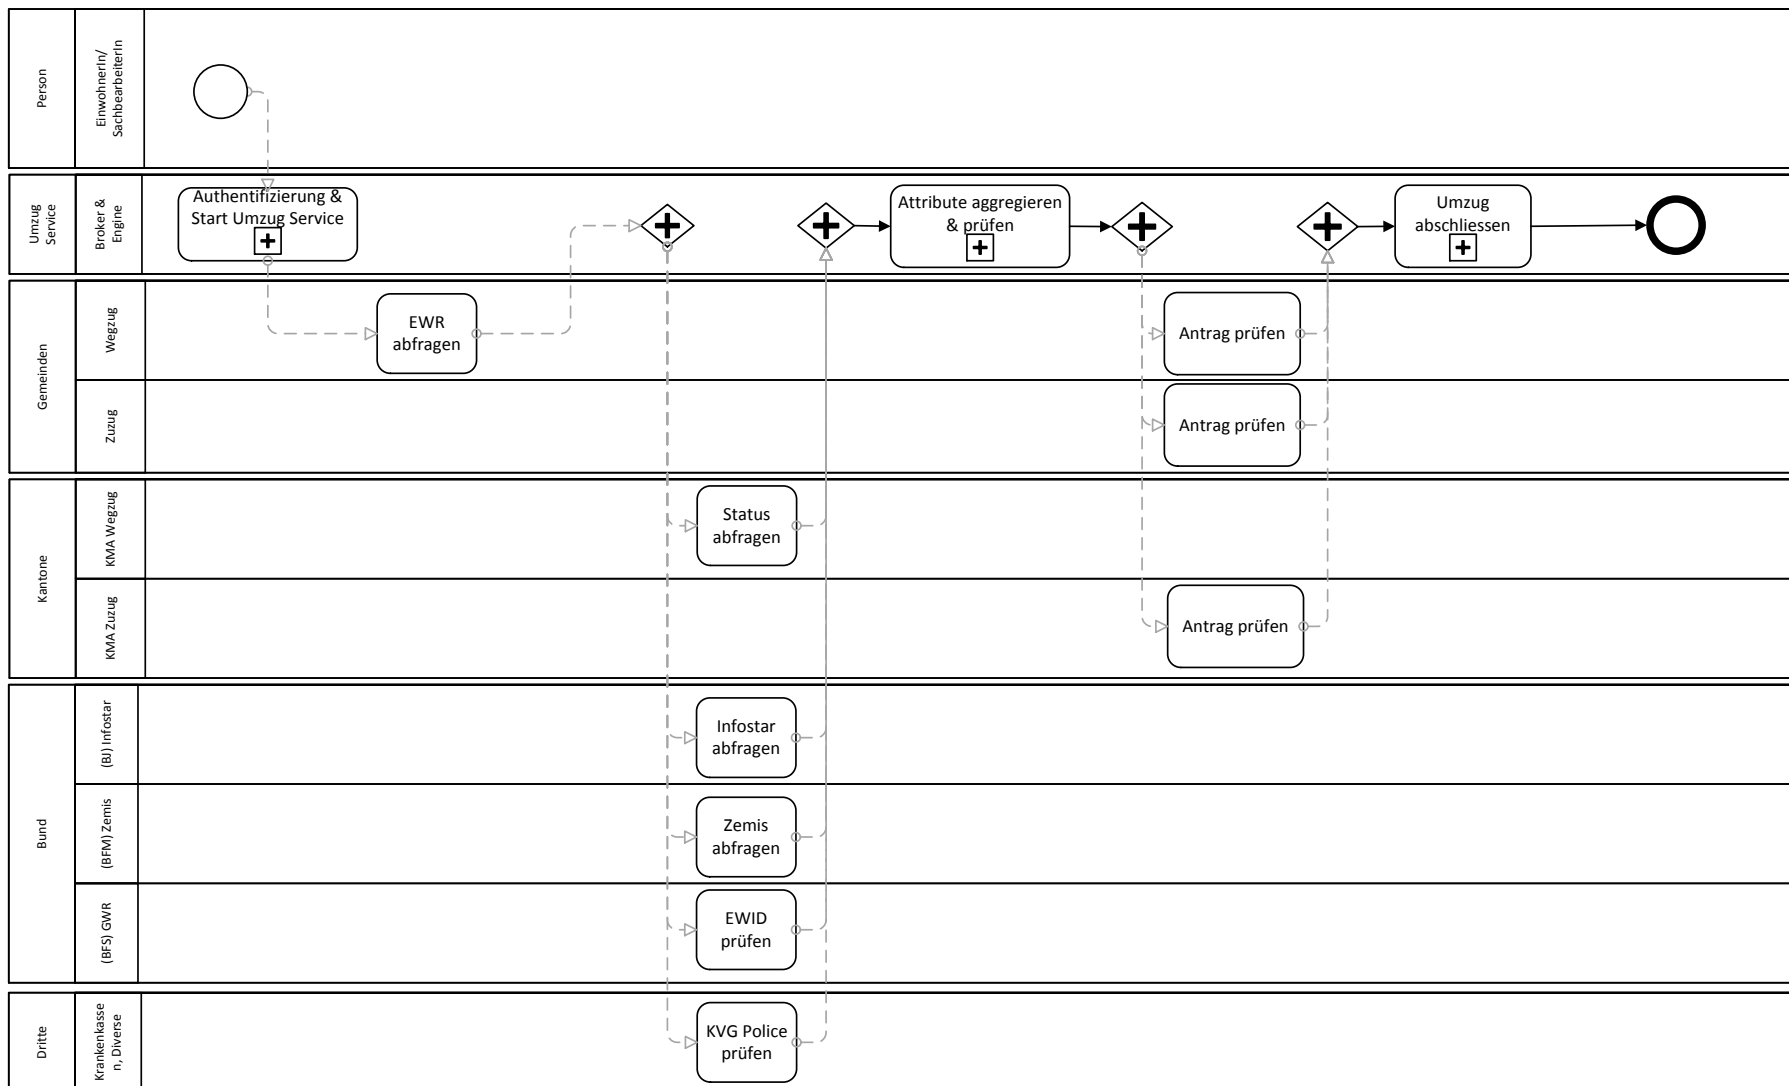 Person
EinwohnerIn/
SachbearbeiterIn
Umzug
Service
Broker &
Engine
Authentifizierung &
Start Umzug Service
Attribute aggregieren
& prüfen
Umzug
abschliessen
Gemeinden
Wegzug
EWR
abfragen
Antrag prüfen
Zuzug
Antrag prüfen
Kantone
KMA Wegzug
Status
abfragen
KMA Zuzug
Antrag prüfen
Bund
(BJ) Infostar
Infostar
abfragen
(BFM) Zemis
Zemis
abfragen
(BFS) GWR
EWID
prüfen
Dritte
Krankenkasse
n, Diverse
KVG Police
prüfen